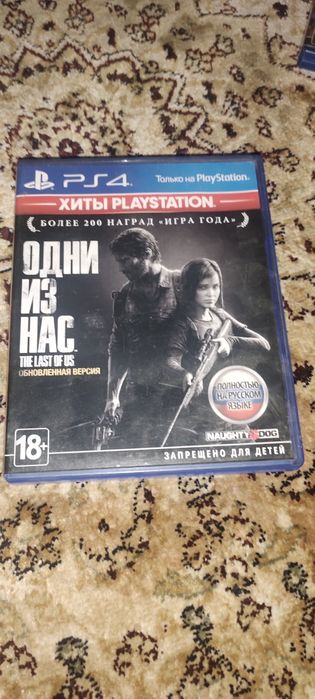 PS4
Только на PlayStation.
ХИТЫ PLAYSTATION
БОЛЕЕ 200 НАГРАД «ИГРА ГОДА»
ОДНИ
ИЗ
НАС
THE LAST OF US
ОБНОВЛЕННАЯ ВЕРСИЯ
ПОЛНОСТЬЮ
НА РУССКОМ
ЯЗЫКЕ
NAUGHTY DOG
18+
ЗАПРЕЩЕНО ДЛЯ ДЕТЕЙ